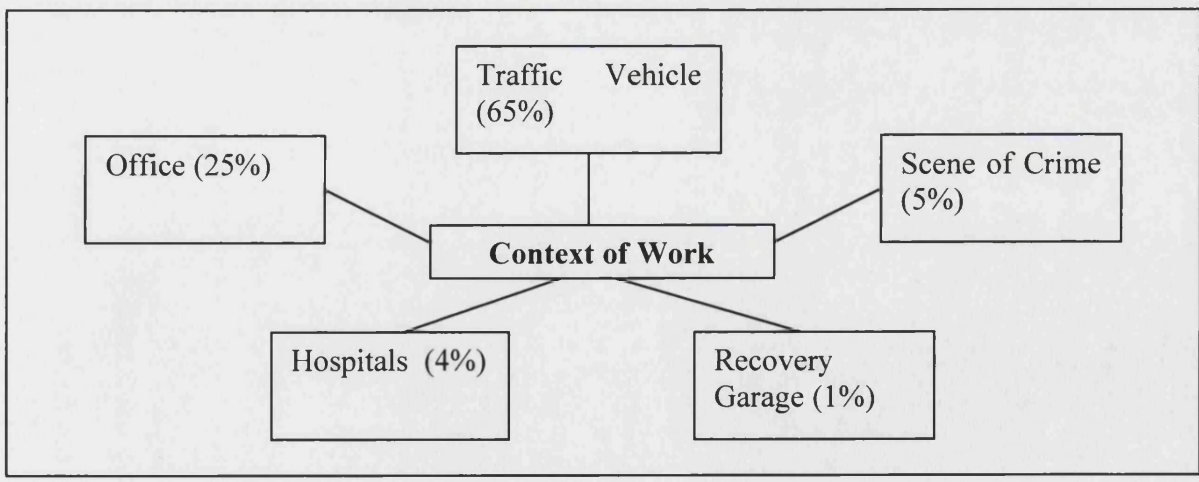 Traffic Vehicle
(65%)
Office (25%)
Scene of Crime
(5%)
Context of Work
Hospitals (4%)
Recovery
Garage (1%)